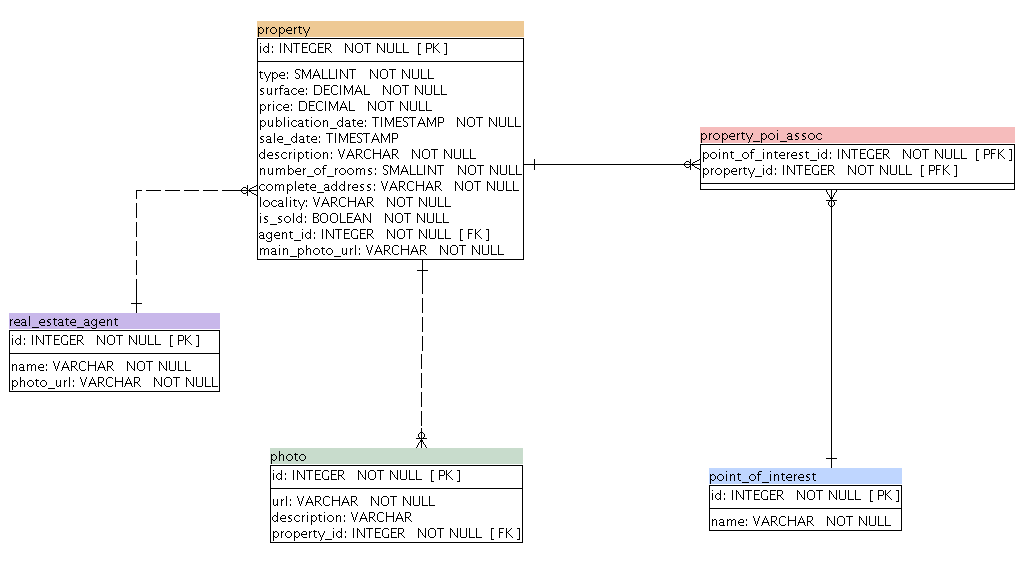 property
id: INTEGER NOT NULL [ PK ]
type: SMALLINT NOT NULL
surface: DECIMAL NOT NULL
price: DECIMAL NOT NULL
publication_date: TIMESTAMP NOT NULL
sale_date: TIMESTAMP
description: VARCHAR NOT NULL
number_of_rooms: SMALLINT NOT NULL
complete_address: VARCHAR NOT NULL
locality: VARCHAR NOT NULL
is_sold: BOOLEAN NOT NULL
agent_id: INTEGER NOT NULL [ FK ]
main_photo_url: VARCHAR NOT NULL
property_poi_assoc
point_of_interest_id: INTEGER NOT NULL [ PFK ]
property_id: INTEGER NOT NULL [ PFK ]
real_estate_agent
id: INTEGER NOT NULL [ PK ]
name: VARCHAR NOT NULL
photo_url: VARCHAR NOT NULL
photo
id: INTEGER NOT NULL [ PK ]
url: VARCHAR NOT NULL
description: VARCHAR
property_id: INTEGER NOT NULL [ FK ]
point_of_interest
id: INTEGER NOT NULL [ PK ]
name: VARCHAR NOT NULL